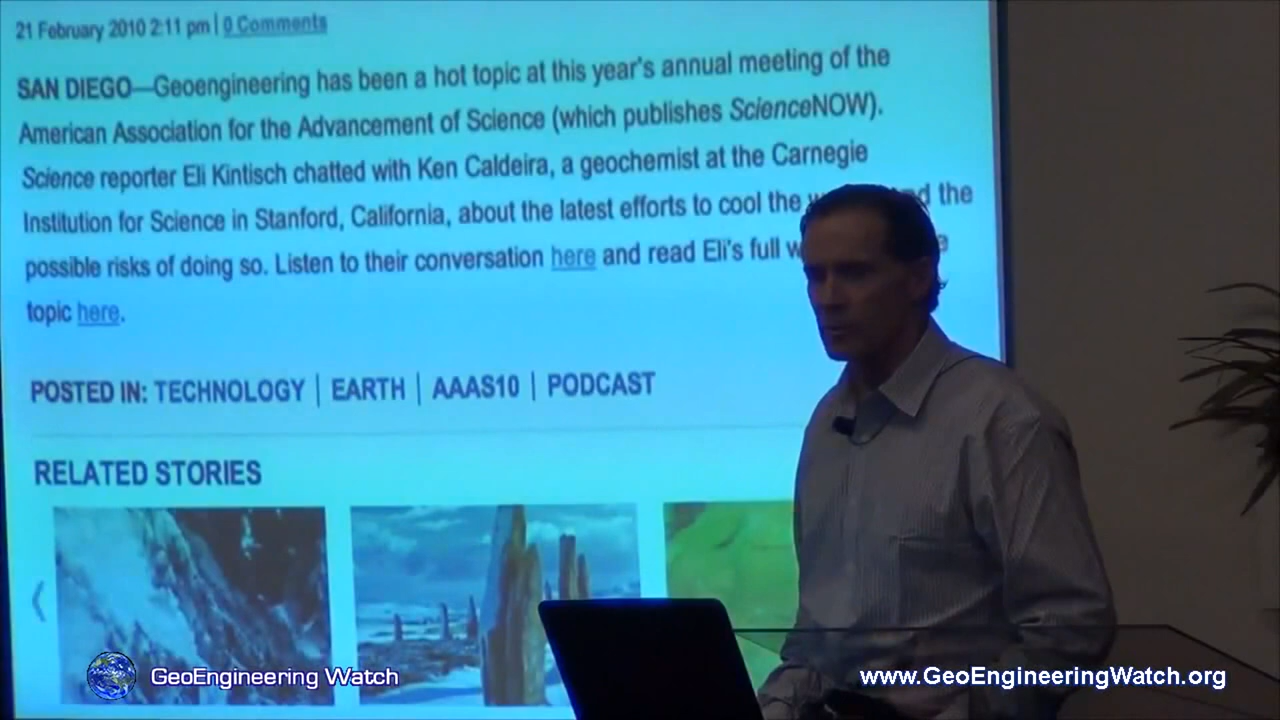 21 February 2010 2:11 pm | 0 Comments
SAN DIEGO—Geoengineering has been a hot topic at this year's annual meeting of the
American Association for the Advancement of Science (which publishes ScienceNOW).
Science reporter Eli Kintisch chatted with Ken Caldeira, a geochemist at the Carnegie
Institution for Science in Stanford, California, about the latest efforts to cool the the
possible risks of doing so. Listen to their conversation here and read Eli's full
topic here.
POSTED IN: TECHNOLOGY | EARTH | AAAS10 | PODCAST
RELATED STORIES
GeoEngineering Watch
www.GeoEngineeringWatch.org